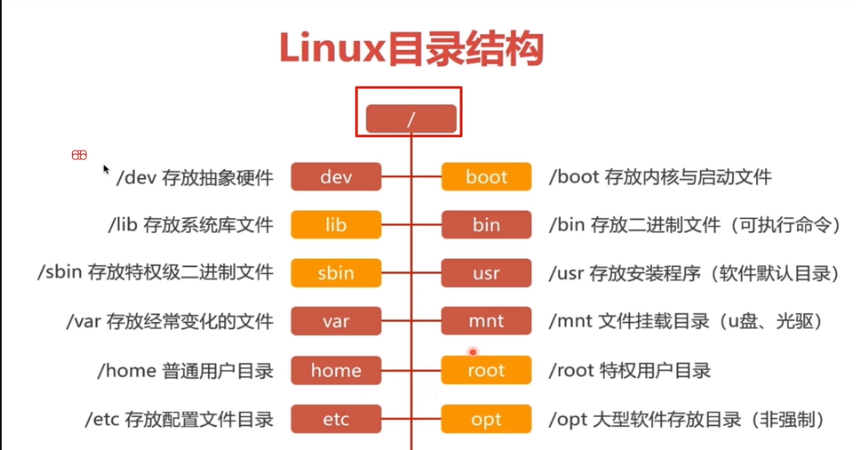 Linux目录结构
/
/dev 存放抽象硬件 dev boot /boot 存放内核与启动文件
/lib 存放系统库文件 lib bin /bin 存放二进制文件（可执行命令）
/sbin 存放特权级二进制文件 sbin usr /usr 存放安装程序（软件默认目录）
/var 存放经常变化的文件 var mnt /mnt 文件挂载目录（u盘、光驱）
/home 普通用户目录 home root /root 特权用户目录
/etc 存放配置文件目录 etc opt /opt 大型软件存放目录（非强制）